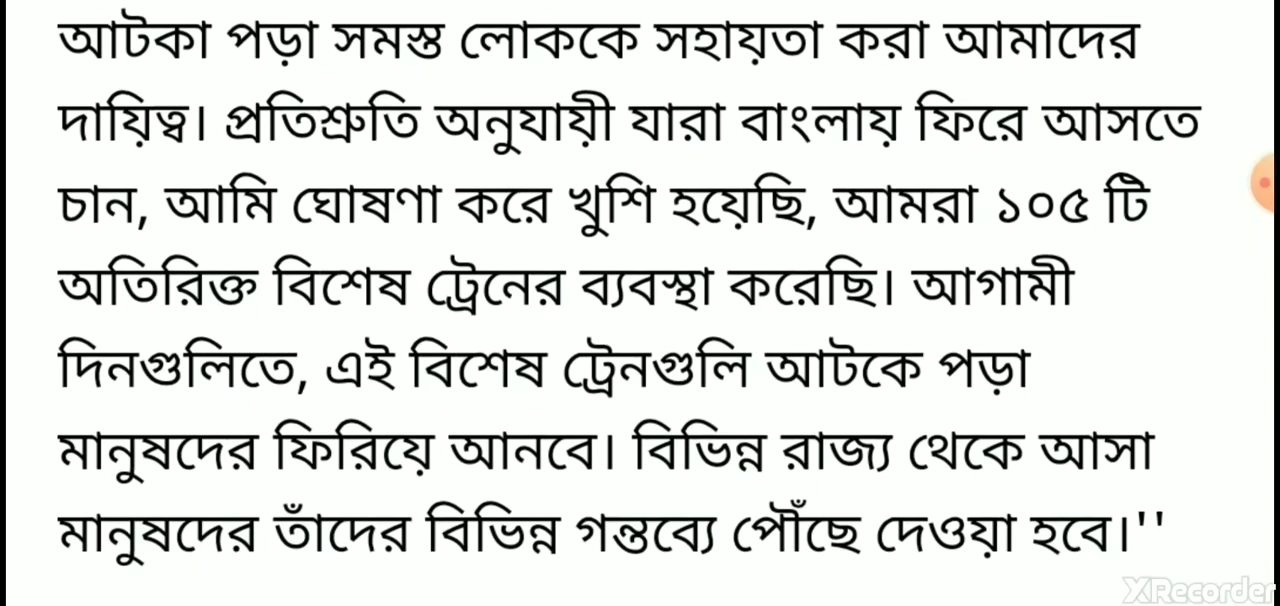 আটকা পড়া সমস্ত লোককে সহায়তা করা আমাদের
দায়িত্ব। প্রতিশ্রুতি অনুযায়ী যারা বাংলায় ফিরে আসতে
চান, আমি ঘোষণা করে খুশি হয়েছি, আমরা ১০৫ টি
অতিরিক্ত বিশেষ ট্রেনের ব্যবস্থা করেছি। আগামী
দিনগুলিতে, এই বিশেষ ট্রেনগুলি আটকে পড়া
মানুষদের ফিরিয়ে আনবে। বিভিন্ন রাজ্য থেকে আসা
মানুষদের তাঁদের বিভিন্ন গন্তব্যে পৌঁছে দেওয়া হবে।''
XRecorder